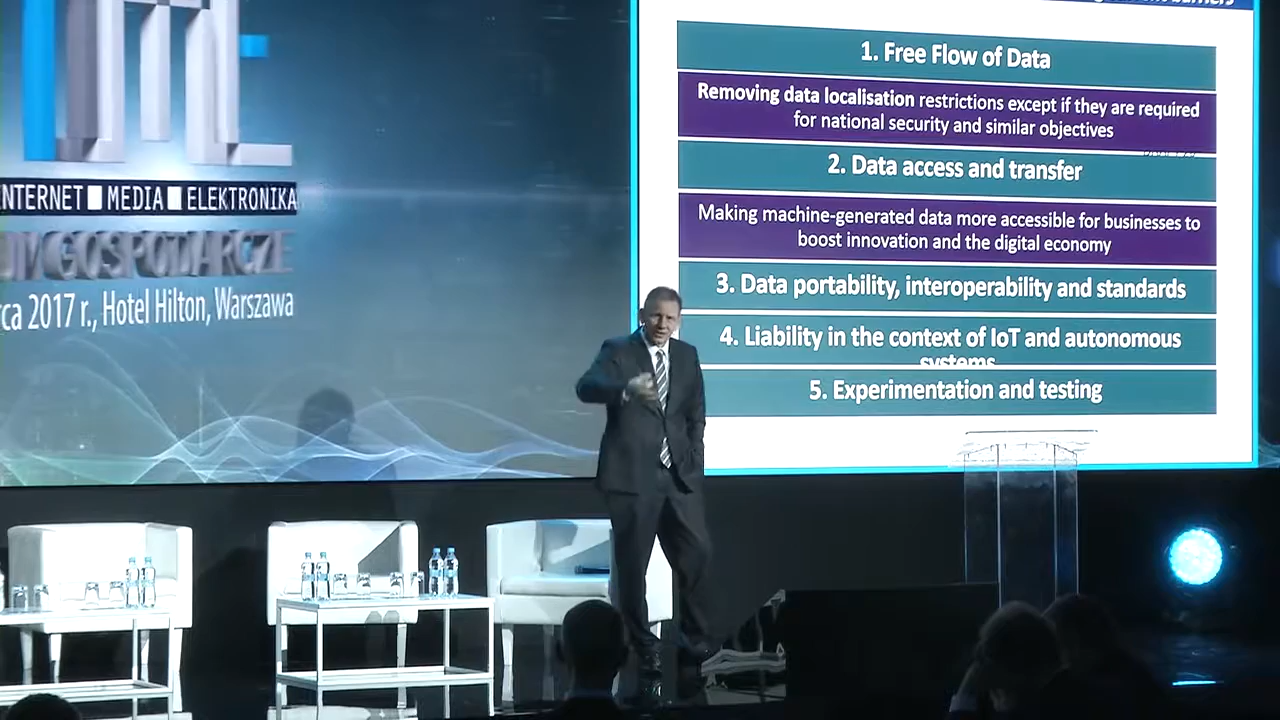 INTERNET MEDIA ELEKTRONIKA
GOSPODARCZE
2017 r., Hotel Hilton, Warszawa
barriers
1. Free Flow of Data
Removing data localisation restrictions except if they are required
for national security and similar objectives
2. Data access and transfer
Making machine-generated data more accessible for businesses to
boost innovation and the digital economy
3. Data portability, interoperability and standards
4. Liability in the context of IoT and autonomous
systems
5. Experimentation and testing